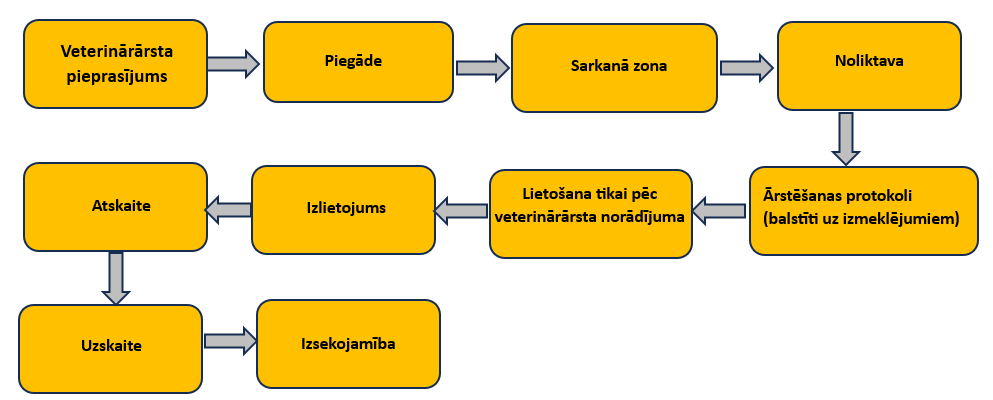 Veterinārārsta
pieprasījums
Piegāde
Sarkanā zona
Noliktava
Ārstēšanas protokoli
(balstīti uz izmeklējumiem)
Lietošana tikai pēc
veterinārārsta norādījuma
Izlietojums
Atskaite
Uzskaite
Izsekojamība